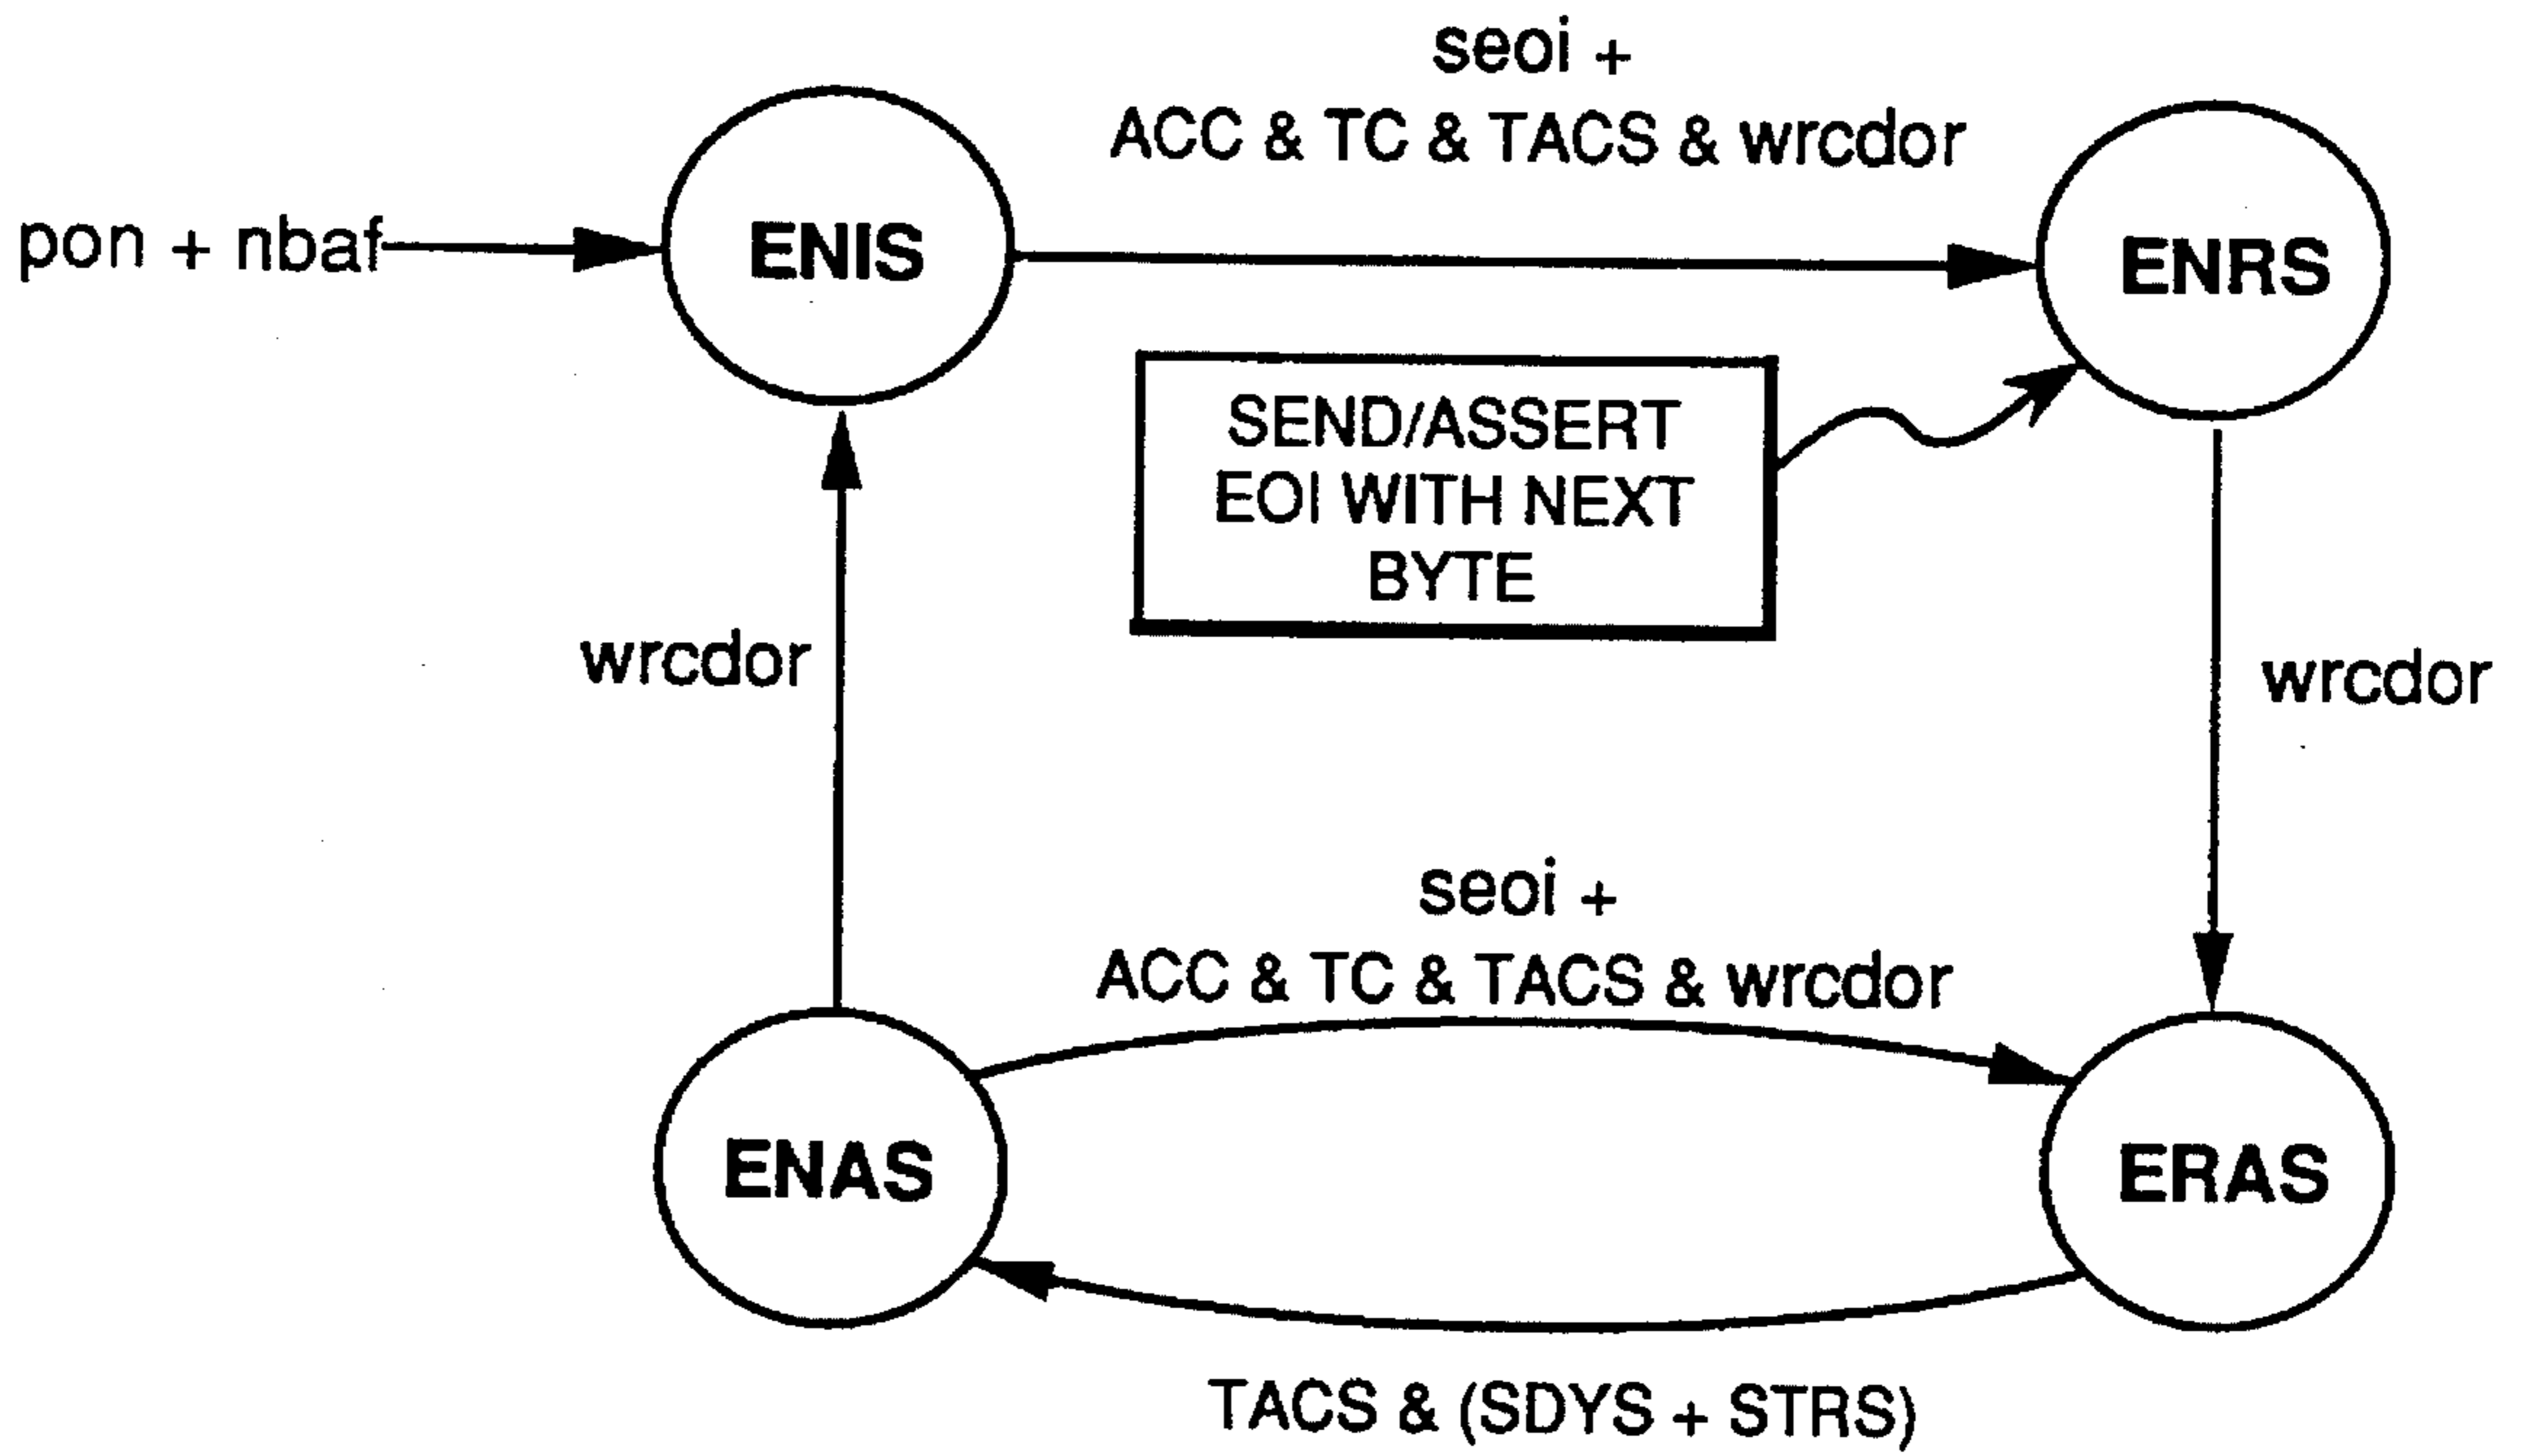 seoi +
ACC & TC & TACS & wrcdor
pon + nbaf
ENIS
ENRS
SEND/ASSERT
EOI WITH NEXT
BYTE
wrcdor
wrcdor
seoi +
ACC & TC & TACS & wrcdor
ENAS
ERAS
TACS & (SDYS + STRS)